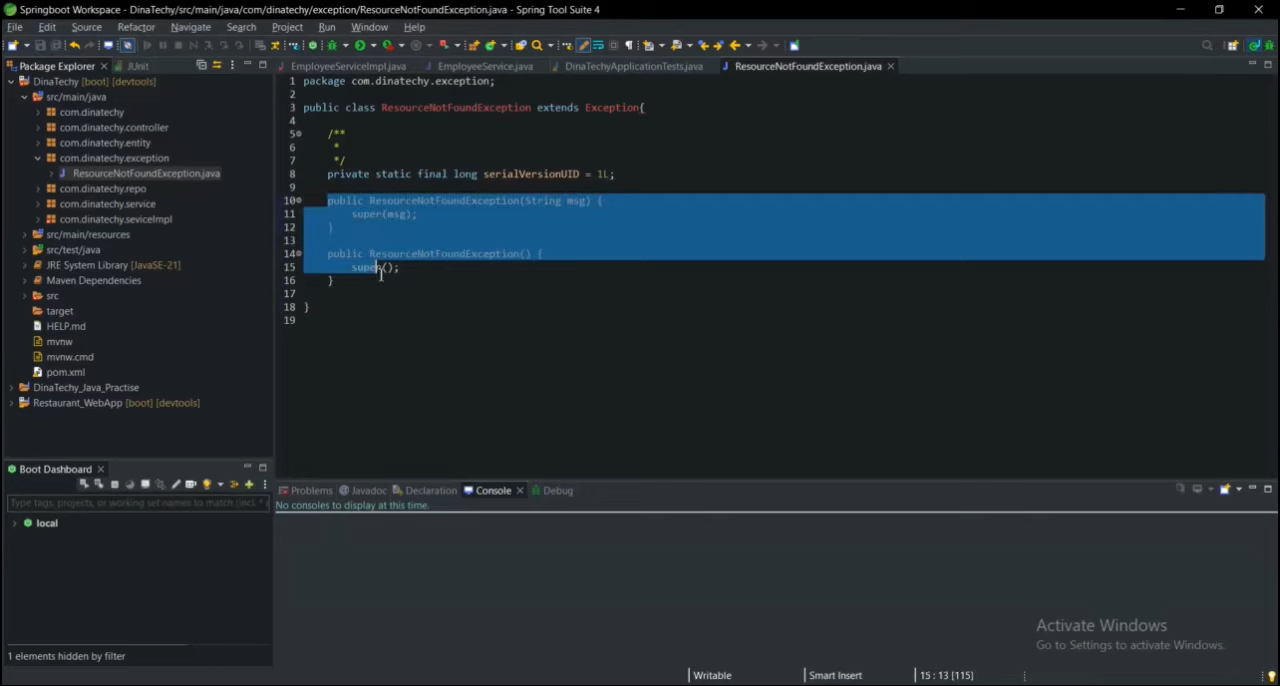 Springboot Workspace - DinaTechy/src/main/java/com/dinatechy/exception/ResourceNotFoundException.java - Spring Tool Suite 4
File Edit Source Refactor Navigate Search Project Run Window Help
Package Explorer JUnit
EmployeeServiceImpl.java EmployeeService.java DinaTechyApplicationTests.java ResourceNotFoundException.java
DinaTechy [boot] [devtools]
src/main/java
com.dinatechy
com.dinatechy.controller
com.dinatechy.entity
com.dinatechy.exception
ResourceNotFoundException.java
com.dinatechy.repo
com.dinatechy.service
com.dinatechy.seviceImpl
src/main/resources
src/test/java
JRE System Library [JavaSE-21]
Maven Dependencies
src
target
HELP.md
mvnw
mvnw.cmd
pom.xml
DinaTechy_Java_Practise
Restaurant_WebApp [boot] [devtools]
1 package com.dinatechy.exception;
2
3 public class ResourceNotFoundException extends Exception{
4
5 /**
6 *
7 */
8 private static final long serialVersionUID = 1L;
9
10 public ResourceNotFoundException(String msg) {
11 super(msg);
12 }
13
14 public ResourceNotFoundException() {
15 super();
16 }
17
18 }
19
Boot Dashboard
Type tags, projects, or working set names to match (incl. *
local
1 elements hidden by filter
Problems Javadoc Declaration Console Debug
No consoles to display at this time.
Activate Windows
Go to Settings to activate Windows.
Writable Smart Insert 15 : 13 [115]